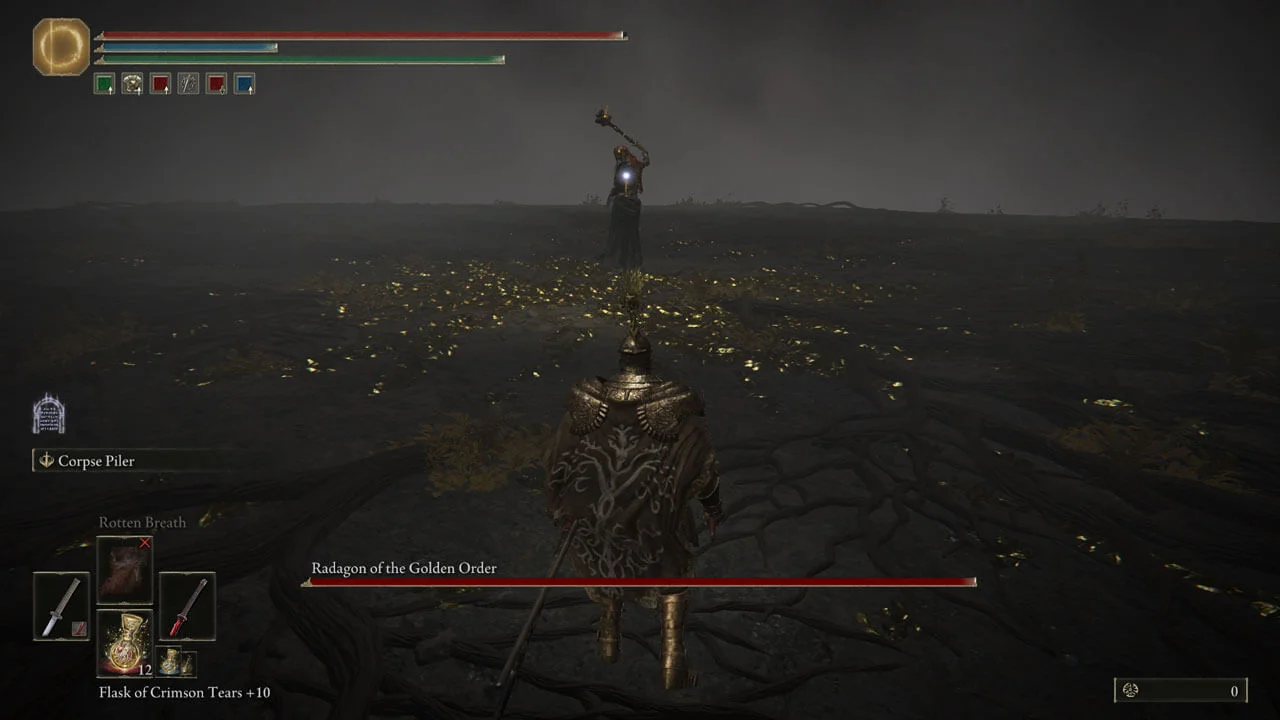 Corpse Piler
Rotten Breath
Radagon of the Golden Order
12
Flask of Crimson Tears +10
0